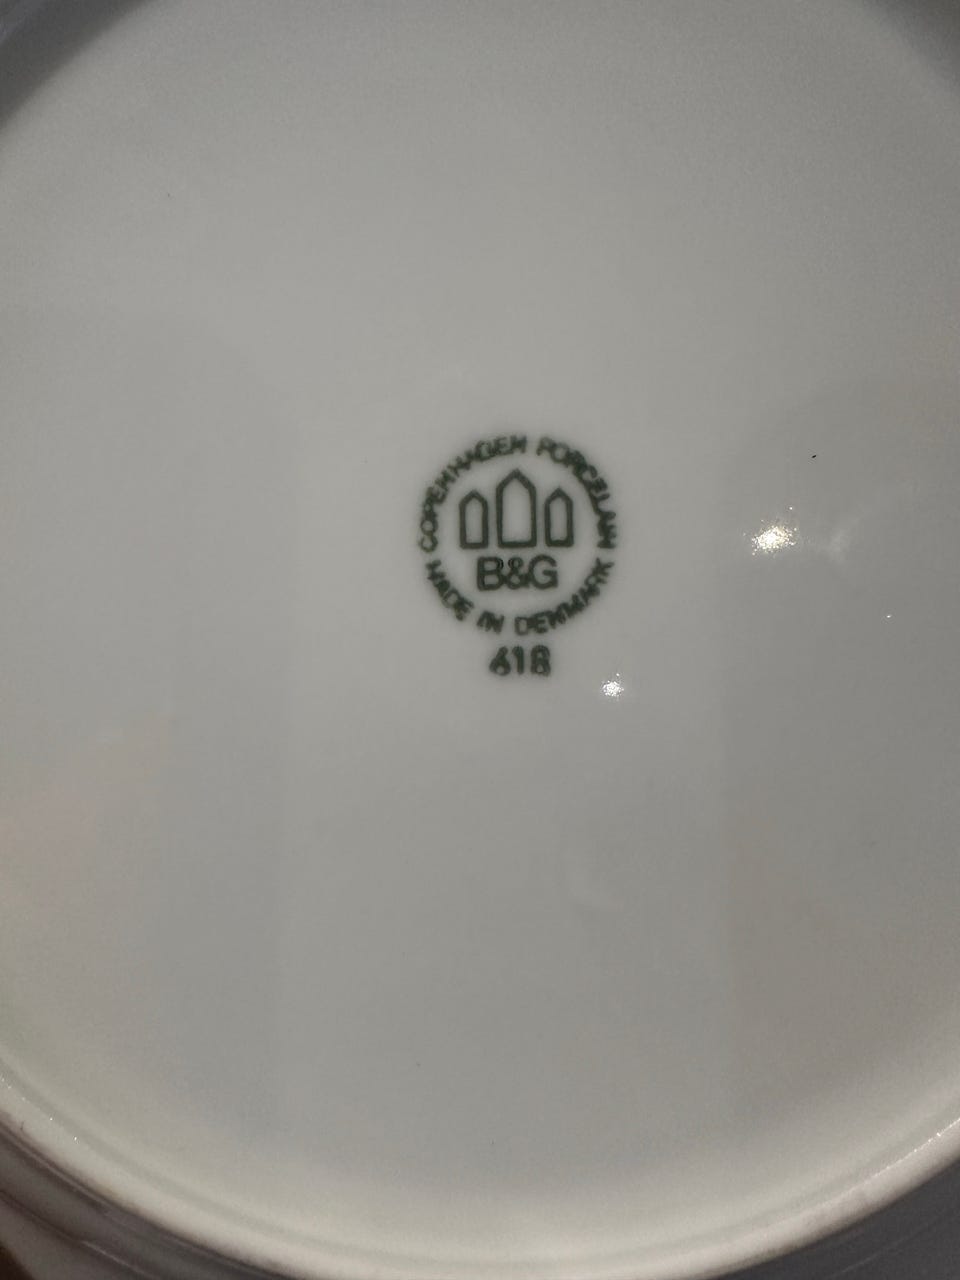 COPENHAGEN PORCELAIN
B&G
MADE IN DENMARK
618